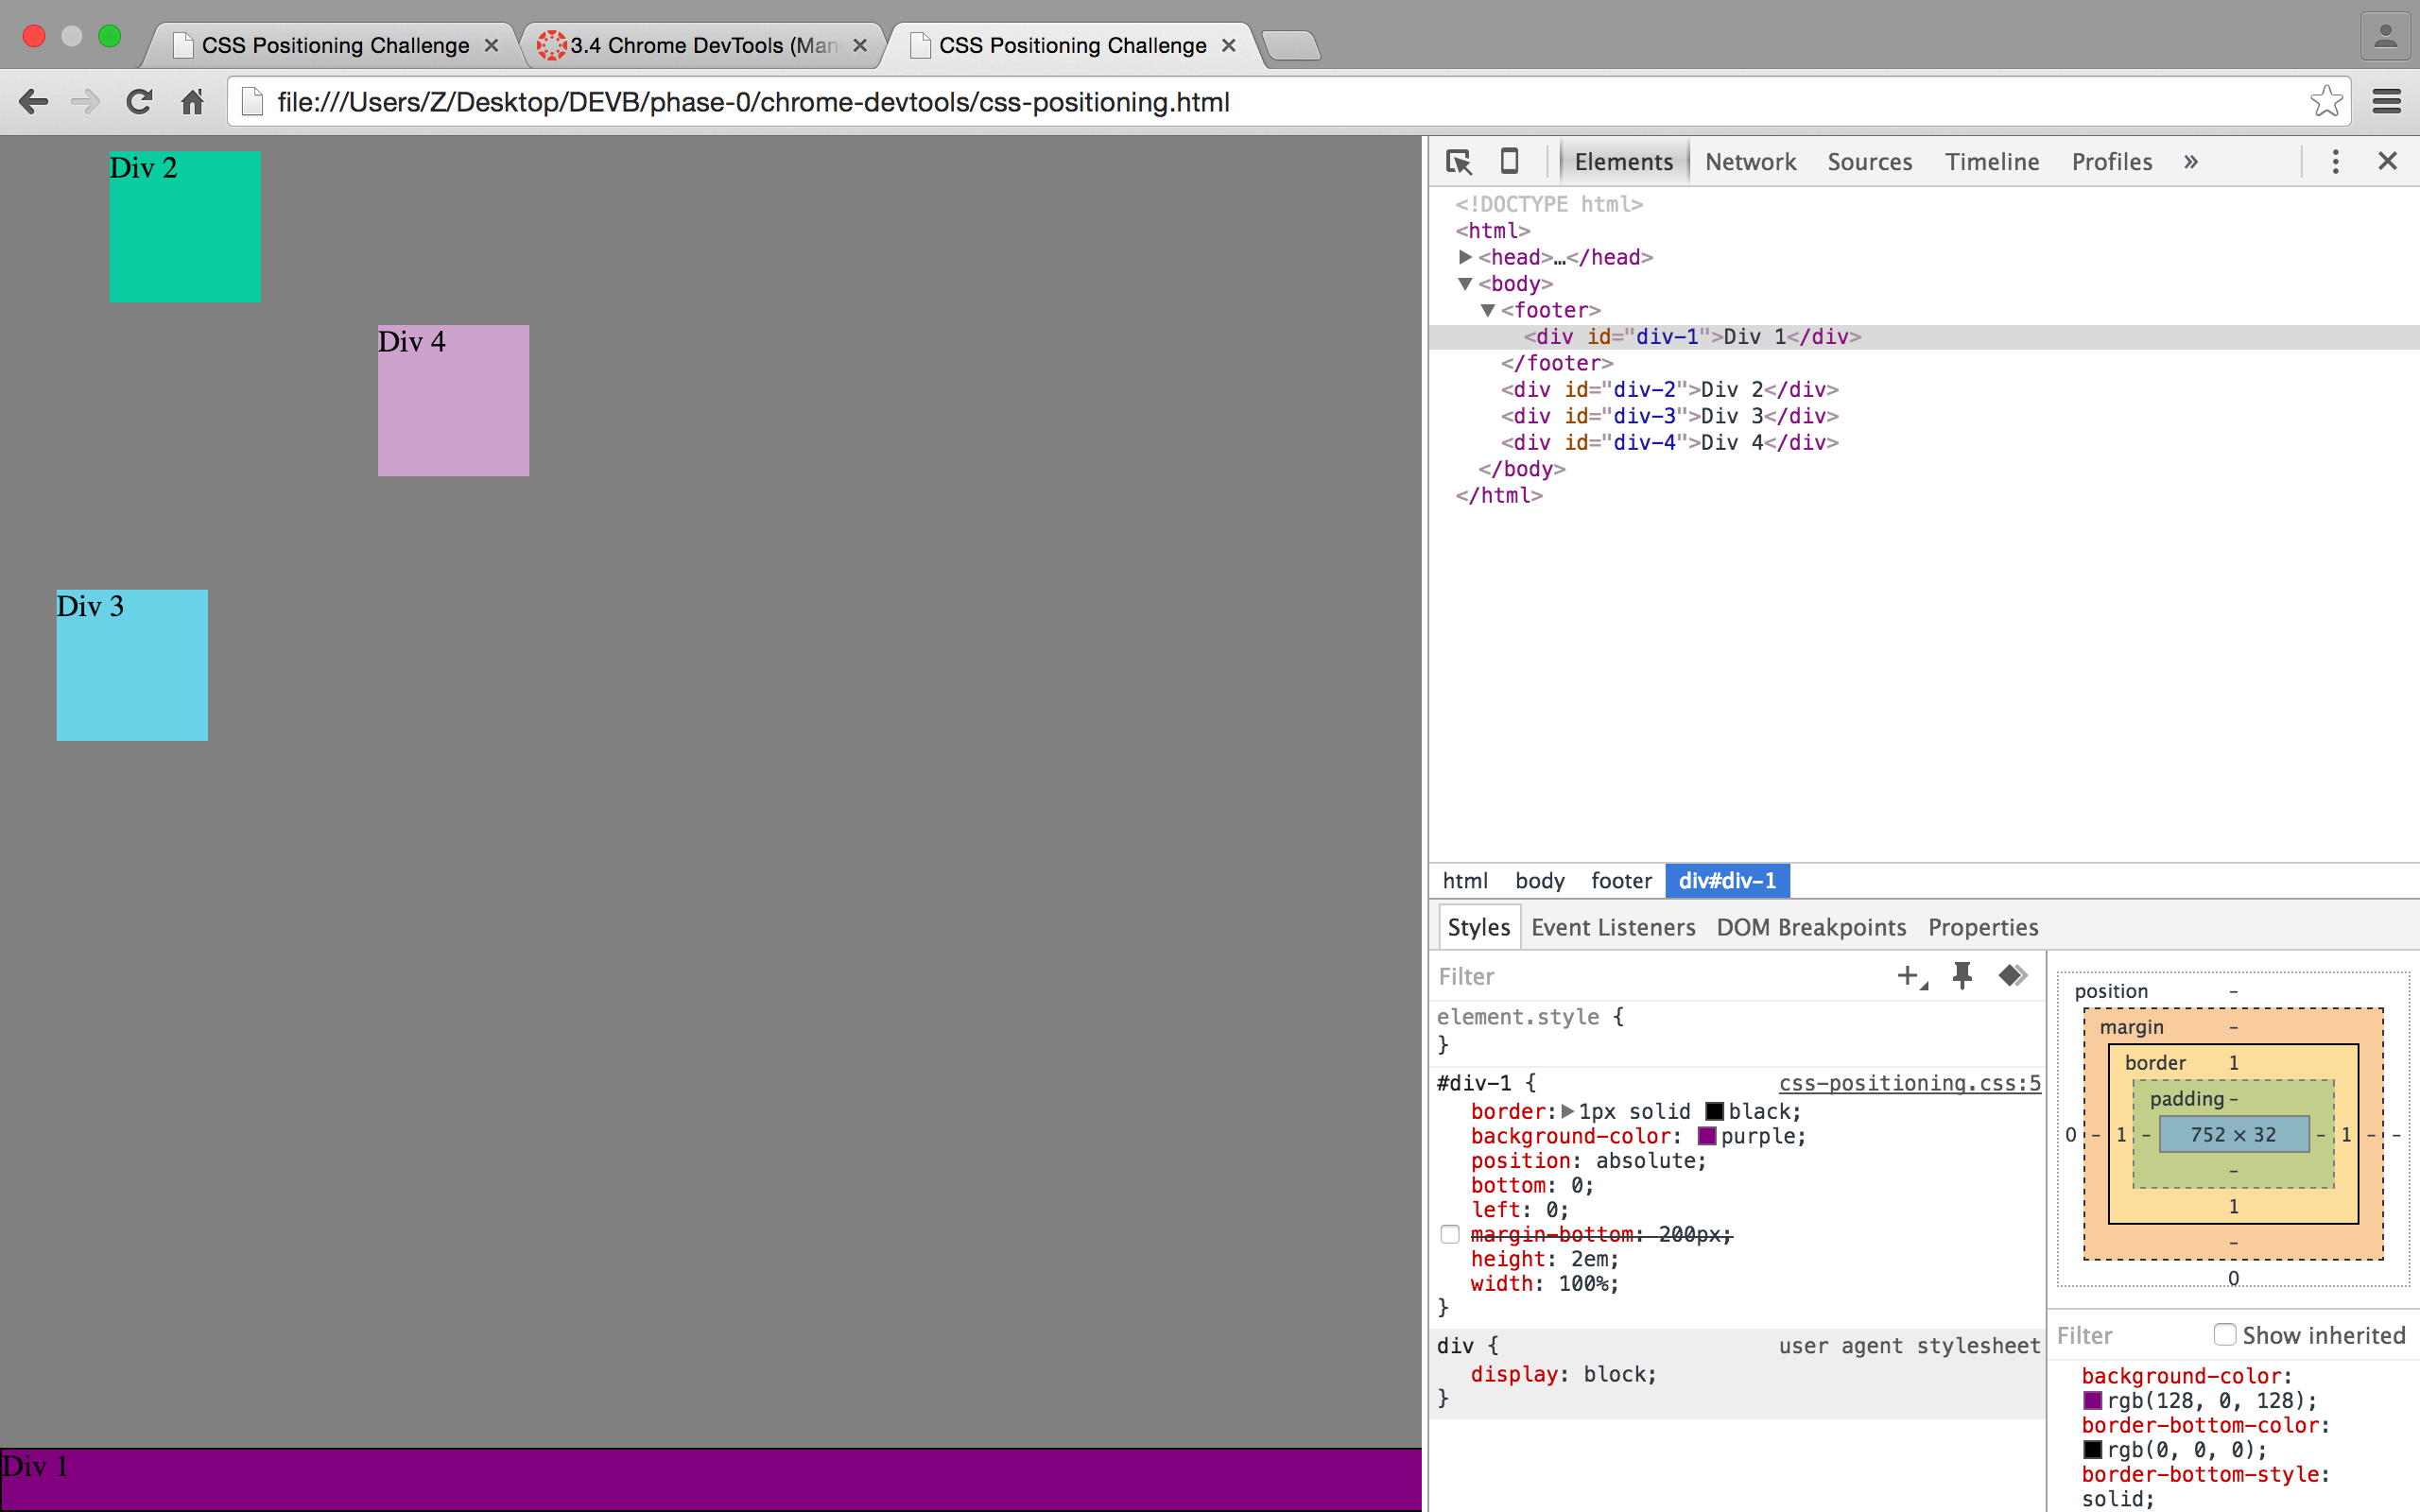 CSS Positioning Challenge
3.4 Chrome DevTools (Man
CSS Positioning Challenge
file:///Users/Z/Desktop/DEVB/phase-0/chrome-devtools/css-positioning.html
Div 2
Div 4
Div 3
Div 1
Elements Network Sources Timeline Profiles »
<!DOCTYPE html>
<html>
<head>…</head>
<body>
<footer>
<div id="div-1">Div 1</div>
</footer>
<div id="div-2">Div 2</div>
<div id="div-3">Div 3</div>
<div id="div-4">Div 4</div>
</body>
</html>
html body footer div#div-1
Styles Event Listeners DOM Breakpoints Properties
Filter
element.style {
}
#div-1 { css-positioning.css:5
border: 1px solid black;
background-color: purple;
position: absolute;
bottom: 0;
left: 0;
margin-bottom: 200px;
height: 2em;
width: 100%;
}
div { user agent stylesheet
display: block;
}
position –
margin –
border 1
padding –
0 – 1 – 752 × 32 – 1 – –
–
1
–
0
Filter Show inherited
background-color:
rgb(128, 0, 128);
border-bottom-color:
rgb(0, 0, 0);
border-bottom-style:
solid;